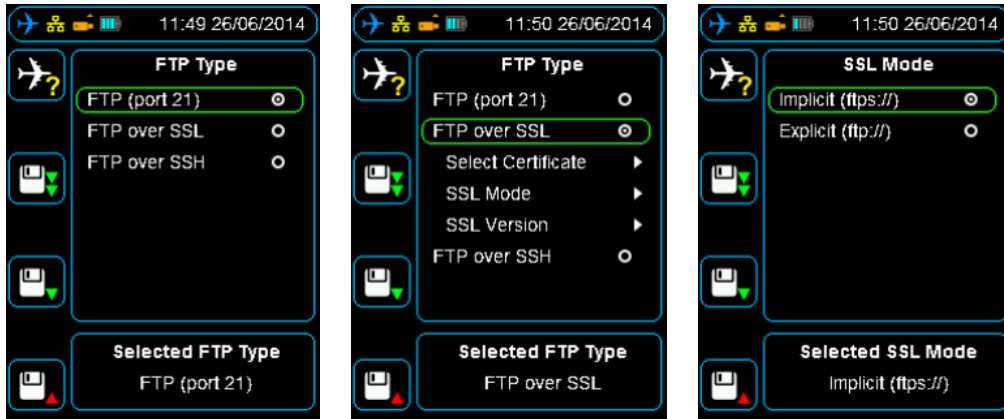 11:49 26/06/2014
FTP Type
FTP (port 21)
FTP over SSL
FTP over SSH
Selected FTP Type
FTP (port 21)
11:50 26/06/2014
FTP Type
FTP (port 21)
FTP over SSL
Select Certificate
SSL Mode
SSL Version
FTP over SSH
Selected FTP Type
FTP over SSL
11:50 26/06/2014
SSL Mode
Implicit (ftps://)
Explicit (ftp://)
Selected SSL Mode
Implicit (ftps://)